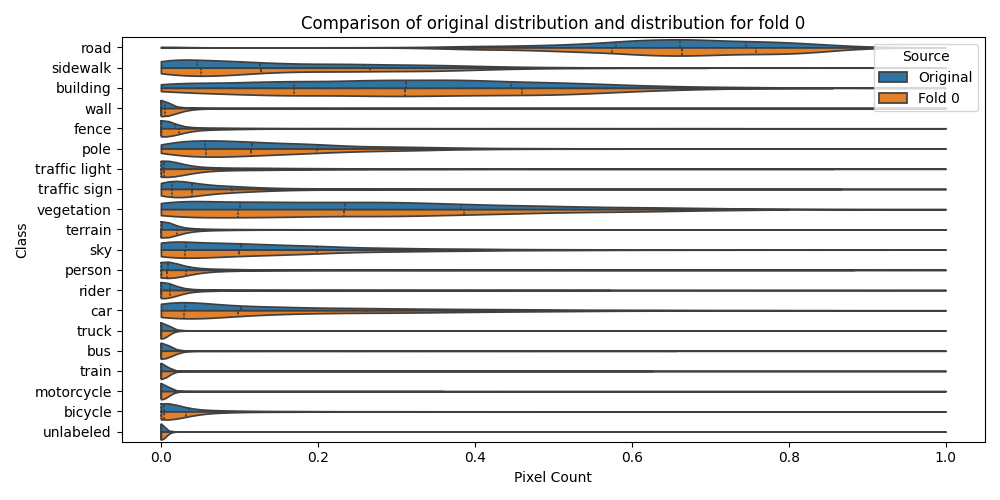 Comparison of original distribution and distribution for fold 0
Class
road
sidewalk
building
wall
fence
pole
traffic light
traffic sign
vegetation
terrain
sky
person
rider
car
truck
bus
train
motorcycle
bicycle
unlabeled
Source
Original
Fold 0
0.0 0.2 0.4 0.6 0.8 1.0
Pixel Count